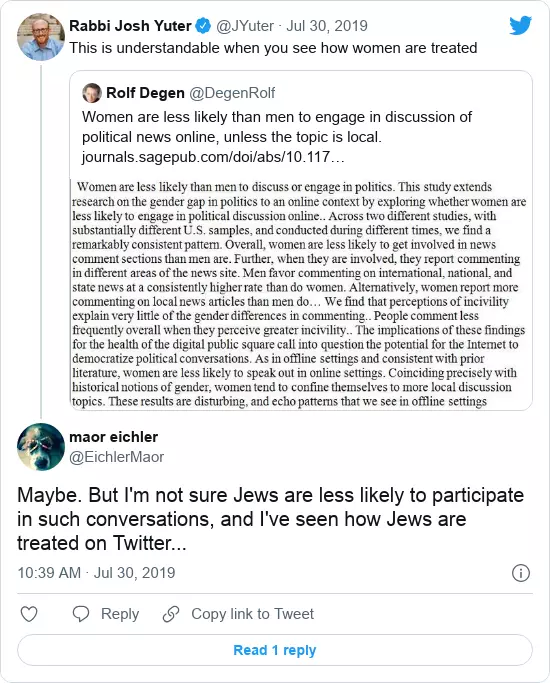 Rabbi Josh Yuter @JYuter · Jul 30, 2019
This is understandable when you see how women are treated
Rolf Degen @DegenRolf
Women are less likely than men to engage in discussion of
political news online, unless the topic is local.
journals.sagepub.com/doi/abs/10.117…
Women are less likely than men to discuss or engage in politics. This study extends
research on the gender gap in politics to an online context by exploring whether women are
less likely to engage in political discussion online.. Across two different studies, with
substantially different U.S. samples, and conducted during different times, we find a
remarkably consistent pattern. Overall, women are less likely to get involved in news
comment sections than men are. Further, when they are involved, they report commenting
in different areas of the news site. Men favor commenting on international, national, and
state news at a consistently higher rate than do women. Alternatively, women report more
commenting on local news articles than men do… We find that perceptions of incivility
explain very little of the gender differences in commenting.. People comment less
frequently overall when they perceive greater incivility.. The implications of these findings
for the health of the digital public square call into question the potential for the Internet to
democratize political conversations. As in offline settings and consistent with prior
literature, women are less likely to speak out in online settings. Coinciding precisely with
historical notions of gender, women tend to confine themselves to more local discussion
topics. These results are disturbing, and echo patterns that we see in offline settings
maor eichler
@EichlerMaor
Maybe. But I'm not sure Jews are less likely to participate
in such conversations, and I've seen how Jews are
treated on Twitter...
10:39 AM · Jul 30, 2019
Reply Copy link to Tweet
Read 1 reply